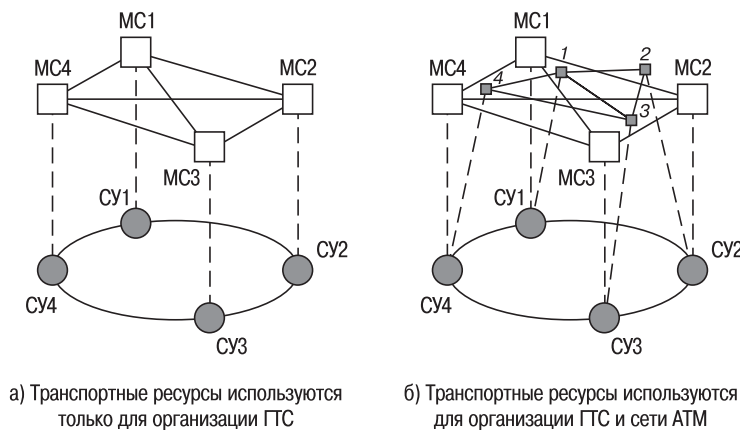 МС1
МС4
МС2
МС3
СУ1
СУ2
СУ4
СУ3
а) Транспортные ресурсы используются
только для организации ГТС
МС1
1
2
4
МС4
МС2
3
МС3
СУ1
СУ2
СУ4
СУ3
б) Транспортные ресурсы используются
для организации ГТС и сети АТМ